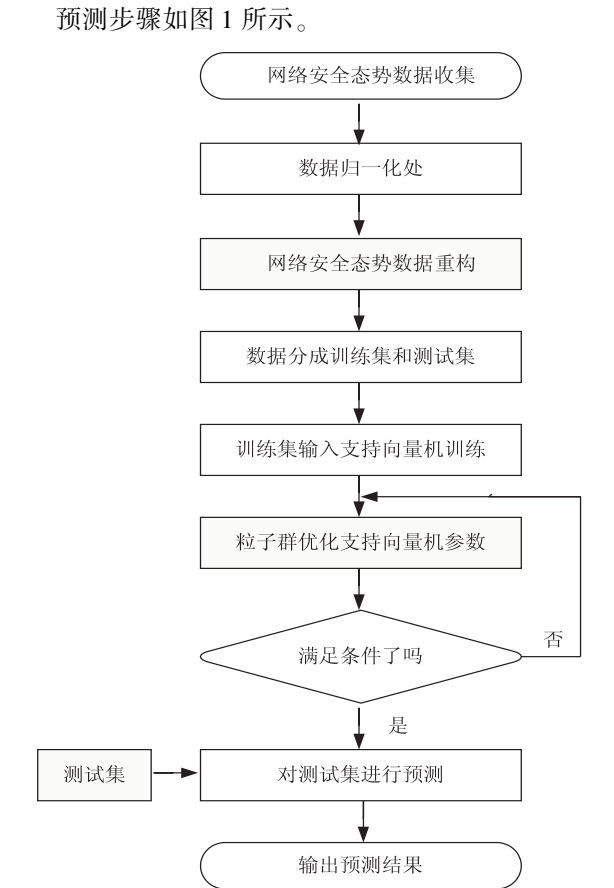 预测步骤如图 1 所示。
网络安全态势数据收集
数据归一化处
网络安全态势数据重构
数据分成训练集和测试集
训练集输入支持向量机训练
粒子群优化支持向量机参数
满足条件了吗
否
是
测试集
对测试集进行预测
输出预测结果